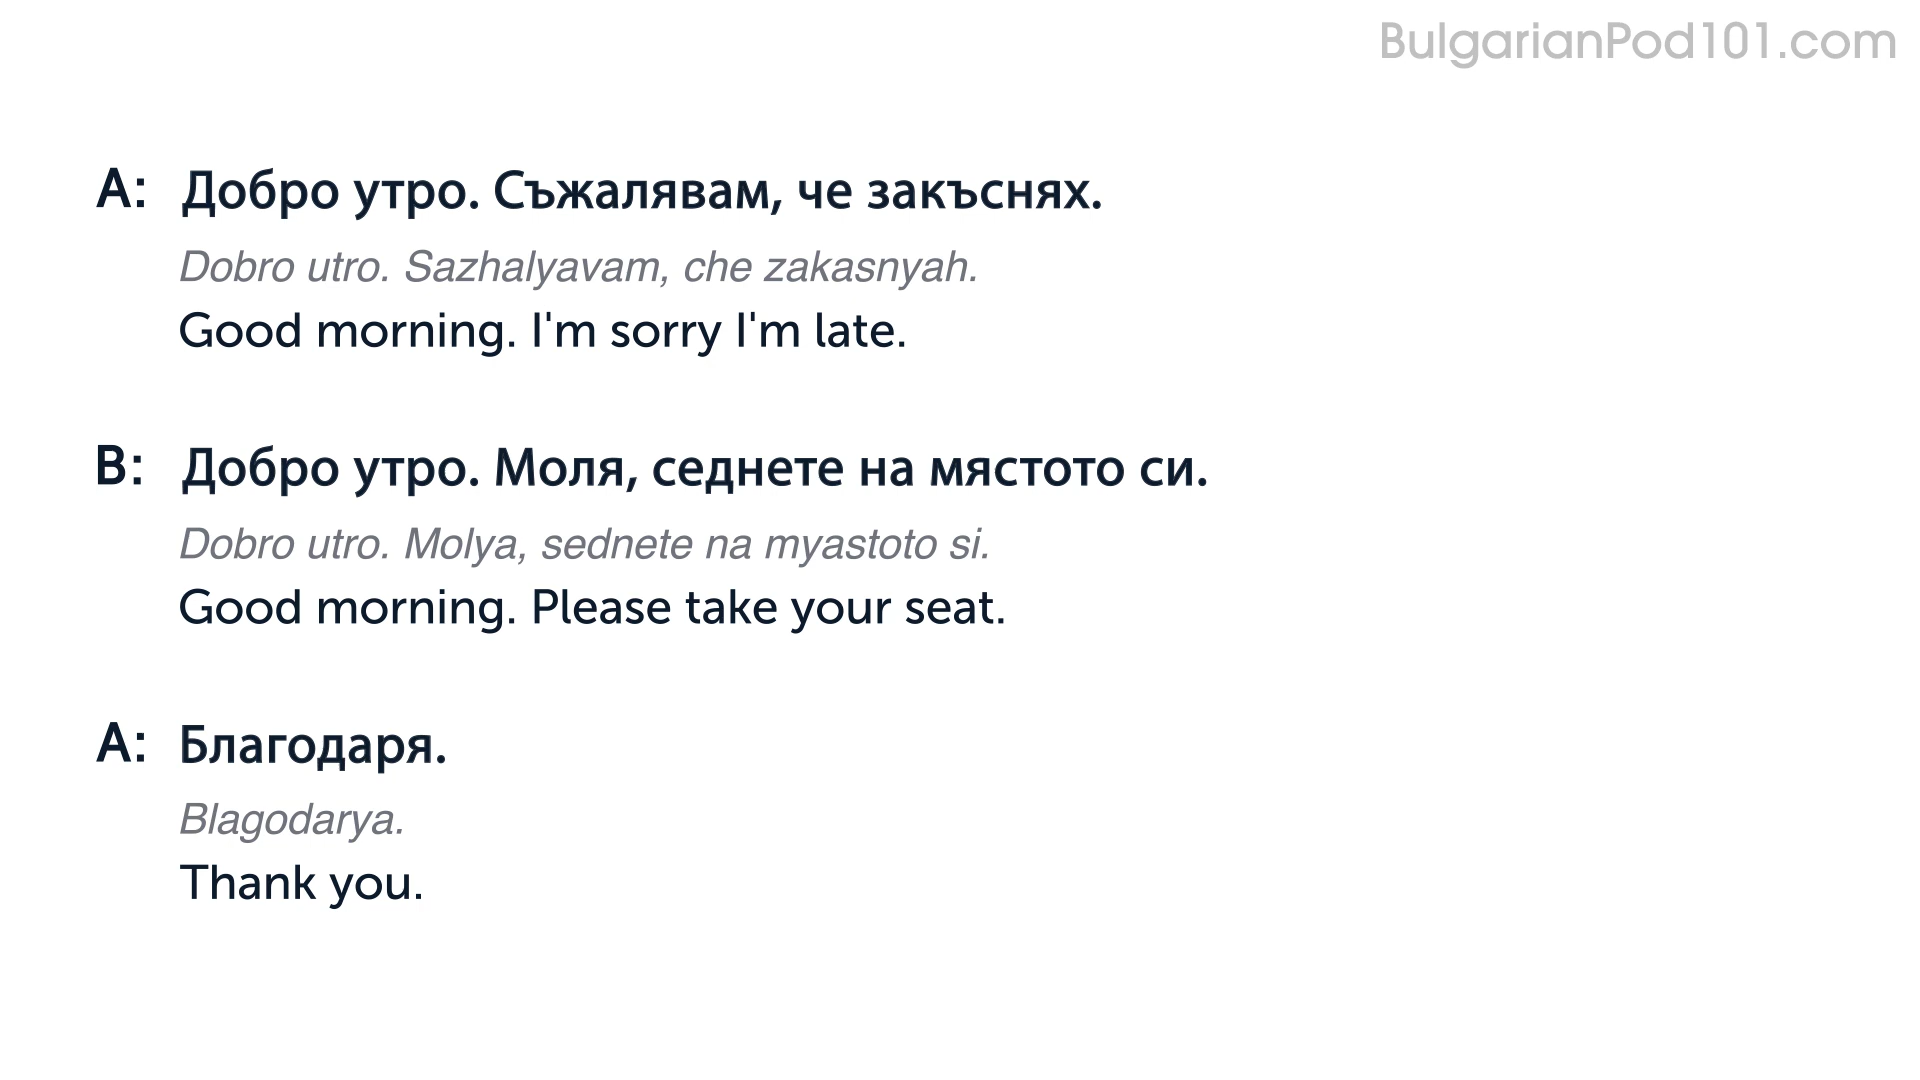 BulgarianPod101.com
A: Добро утро. Съжалявам, че закъснях.
Dobro utro. Sazhalyavam, che zakasnyah.
Good morning. I'm sorry I'm late.
B: Добро утро. Моля, седнете на мястото си.
Dobro utro. Molya, sednete na myastoto si.
Good morning. Please take your seat.
A: Благодаря.
Blagodarya.
Thank you.